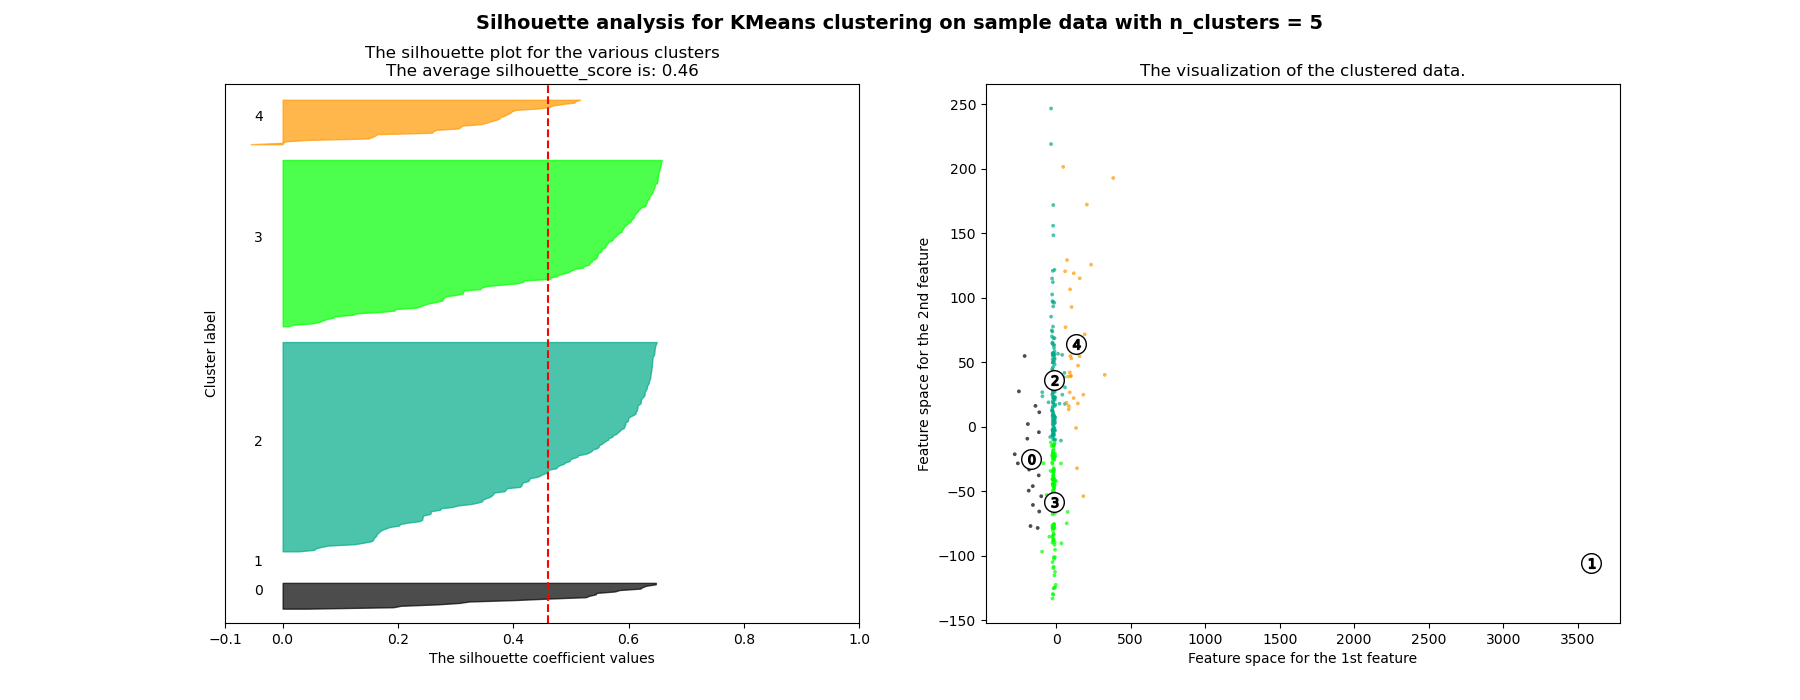 Silhouette analysis for KMeans clustering on sample data with n_clusters = 5
The silhouette plot for the various clusters
The average silhouette_score is: 0.46
4
3
2
1
0
Cluster label
−0.1 0.0 0.2 0.4 0.6 0.8 1.0
The silhouette coefficient values
The visualization of the clustered data.
250
200
150
100
50
0
−50
−100
−150
Feature space for the 2nd feature
4
2
0
3
1
0 500 1000 1500 2000 2500 3000 3500
Feature space for the 1st feature